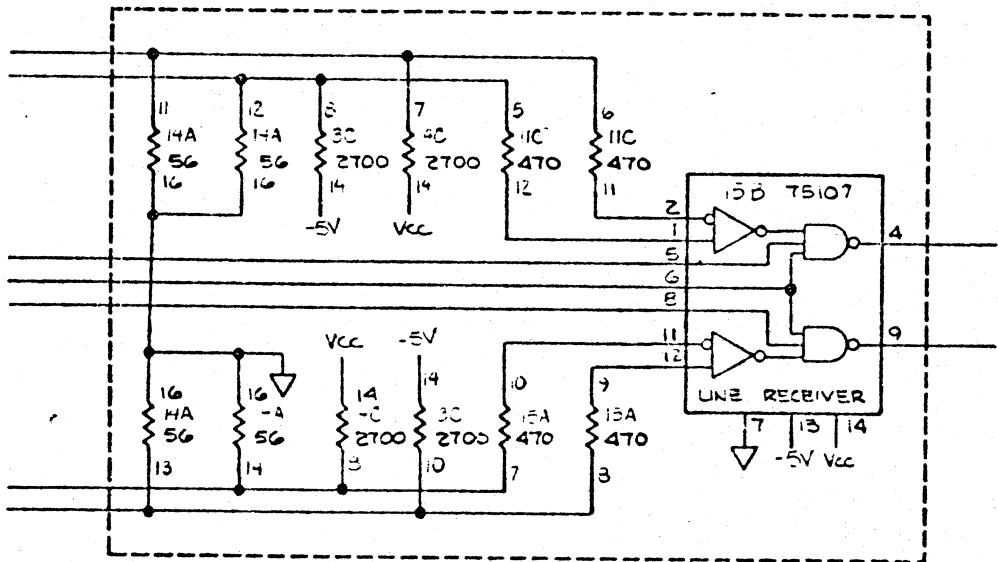 11 12 8 7 5 6
14A 14A 3C 4C 11C 11C
56 56 2700 2700 470 470
16 16 14 14 12 11
-5V VCC
15B 75107
2
1
5
6
8
11
12
4
9
LINE RECEIVER
7 13 14
-5V VCC
VCC -5V
16 16 14 14 10 9
14A 3C 15A 15A
56 56 2700 2700 470 470
13 14 8 10 7 8